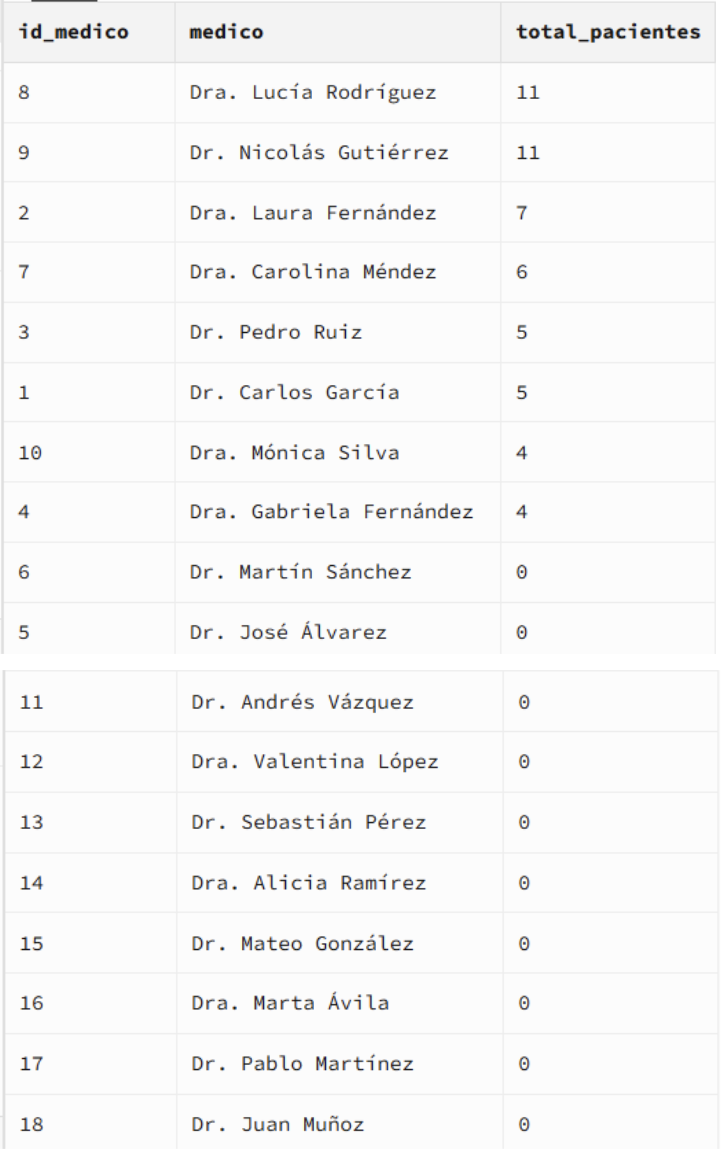 id_medico medico total_pacientes
8 Dra. Lucía Rodríguez 11
9 Dr. Nicolás Gutiérrez 11
2 Dra. Laura Fernández 7
7 Dra. Carolina Méndez 6
3 Dr. Pedro Ruiz 5
1 Dr. Carlos García 5
10 Dra. Mónica Silva 4
4 Dra. Gabriela Fernández 4
6 Dr. Martín Sánchez 0
5 Dr. José Álvarez 0
11 Dr. Andrés Vázquez 0
12 Dra. Valentina López 0
13 Dr. Sebastián Pérez 0
14 Dra. Alicia Ramírez 0
15 Dr. Mateo González 0
16 Dra. Marta Ávila 0
17 Dr. Pablo Martínez 0
18 Dr. Juan Muñoz 0